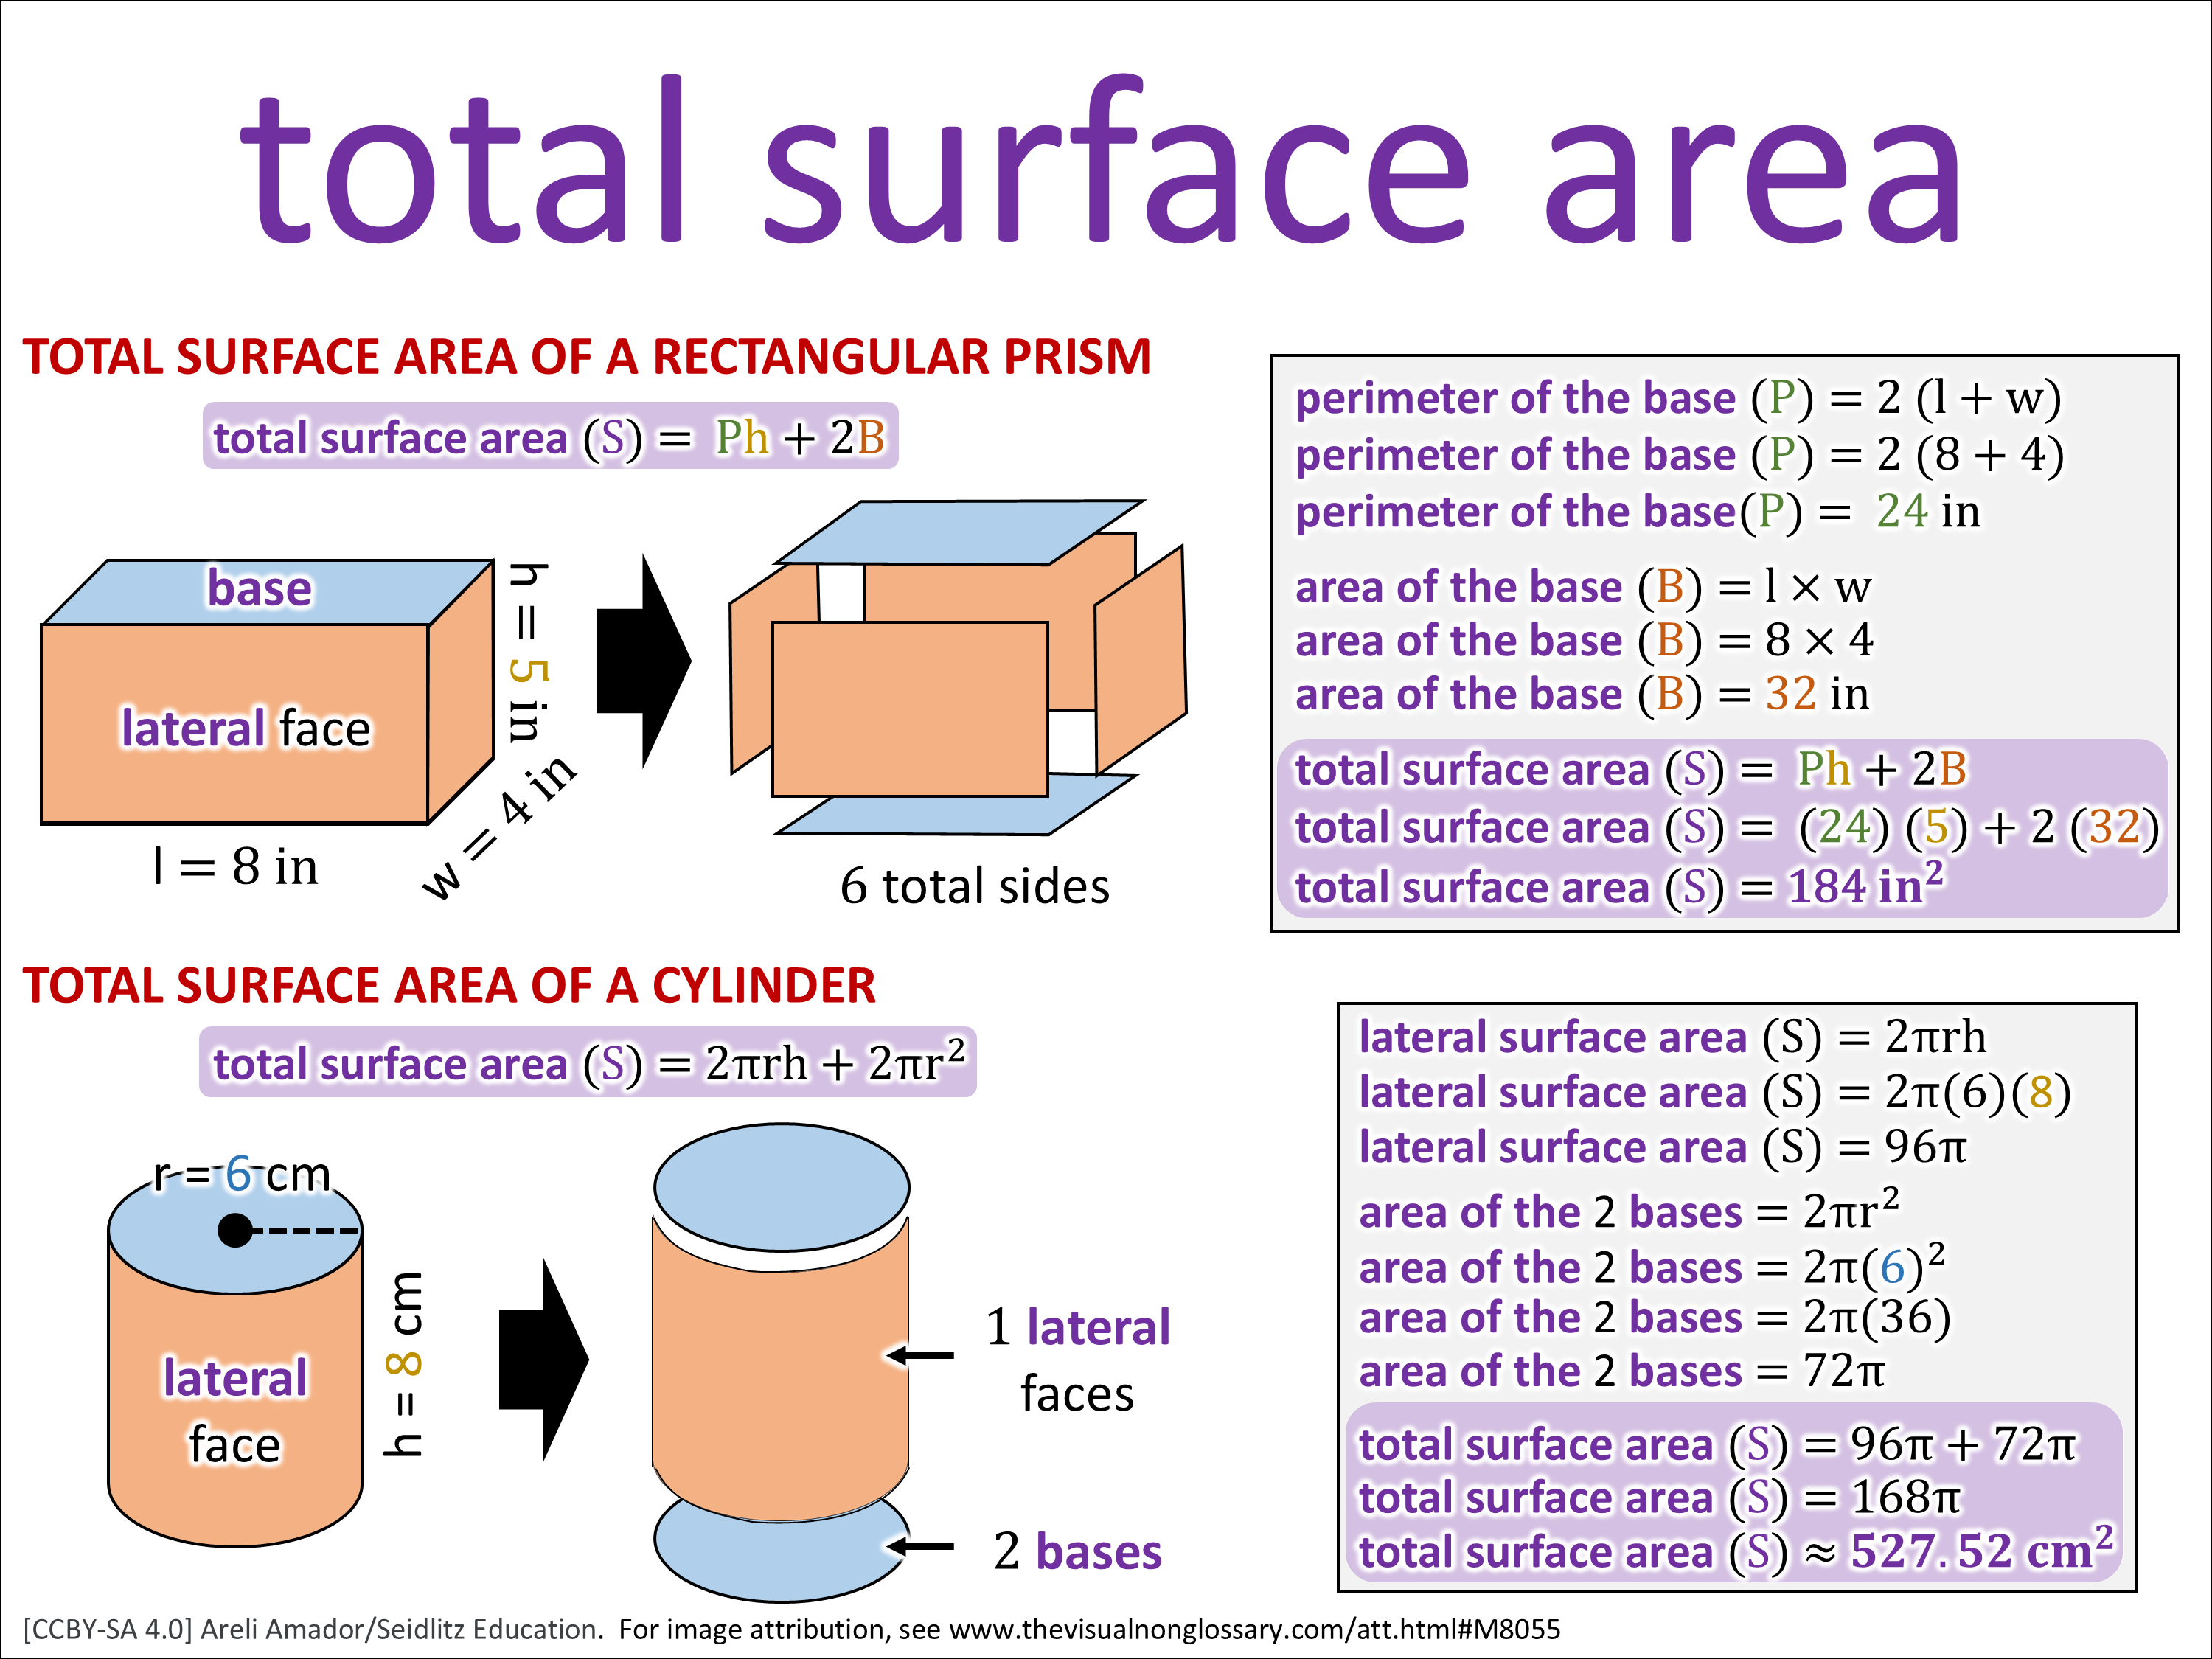 total surface area
TOTAL SURFACE AREA OF A RECTANGULAR PRISM
total surface area (S) = Ph + 2B
base
lateral face
h = 5 in
w = 4 in
l = 8 in
6 total sides
perimeter of the base (P) = 2 (l + w)
perimeter of the base (P) = 2 (8 + 4)
perimeter of the base(P) = 24 in
area of the base (B) = l × w
area of the base (B) = 8 × 4
area of the base (B) = 32 in
total surface area (S) = Ph + 2B
total surface area (S) = (24) (5) + 2 (32)
total surface area (S) = 184 in²
TOTAL SURFACE AREA OF A CYLINDER
total surface area (S) = 2πrh + 2πr²
r = 6 cm
lateral
face
h = 8 cm
1 lateral
faces
2 bases
lateral surface area (S) = 2πrh
lateral surface area (S) = 2π(6)(8)
lateral surface area (S) = 96π
area of the 2 bases = 2πr²
area of the 2 bases = 2π(6)²
area of the 2 bases = 2π(36)
area of the 2 bases = 72π
total surface area (S) = 96π + 72π
total surface area (S) = 168π
total surface area (S) ≈ 527.52 cm²
[CCBY-SA 4.0] Areli Amador/Seidlitz Education. For image attribution, see www.thevisualnonglossary.com/att.html#M8055